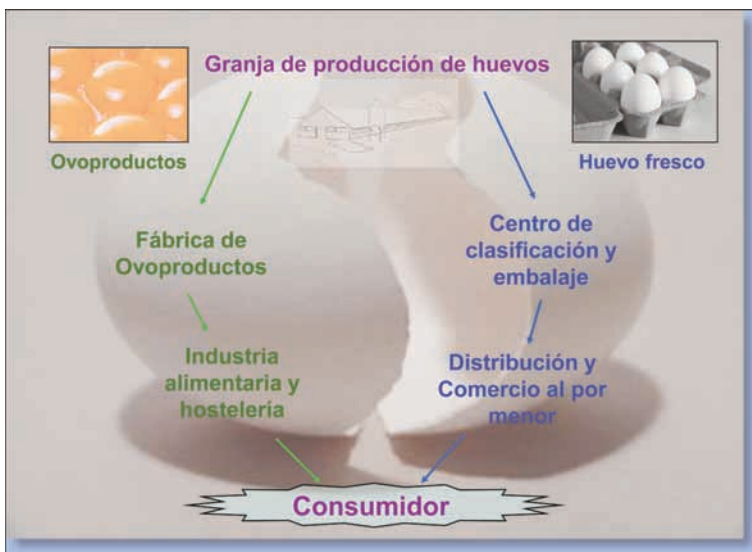 Granja de producción de huevos
Ovoproductos
Huevo fresco
Fábrica de
Ovoproductos
Centro de
clasificación y
embalaje
Industria
alimentaria y
hostelería
Distribución y
Comercio al por
menor
Consumidor